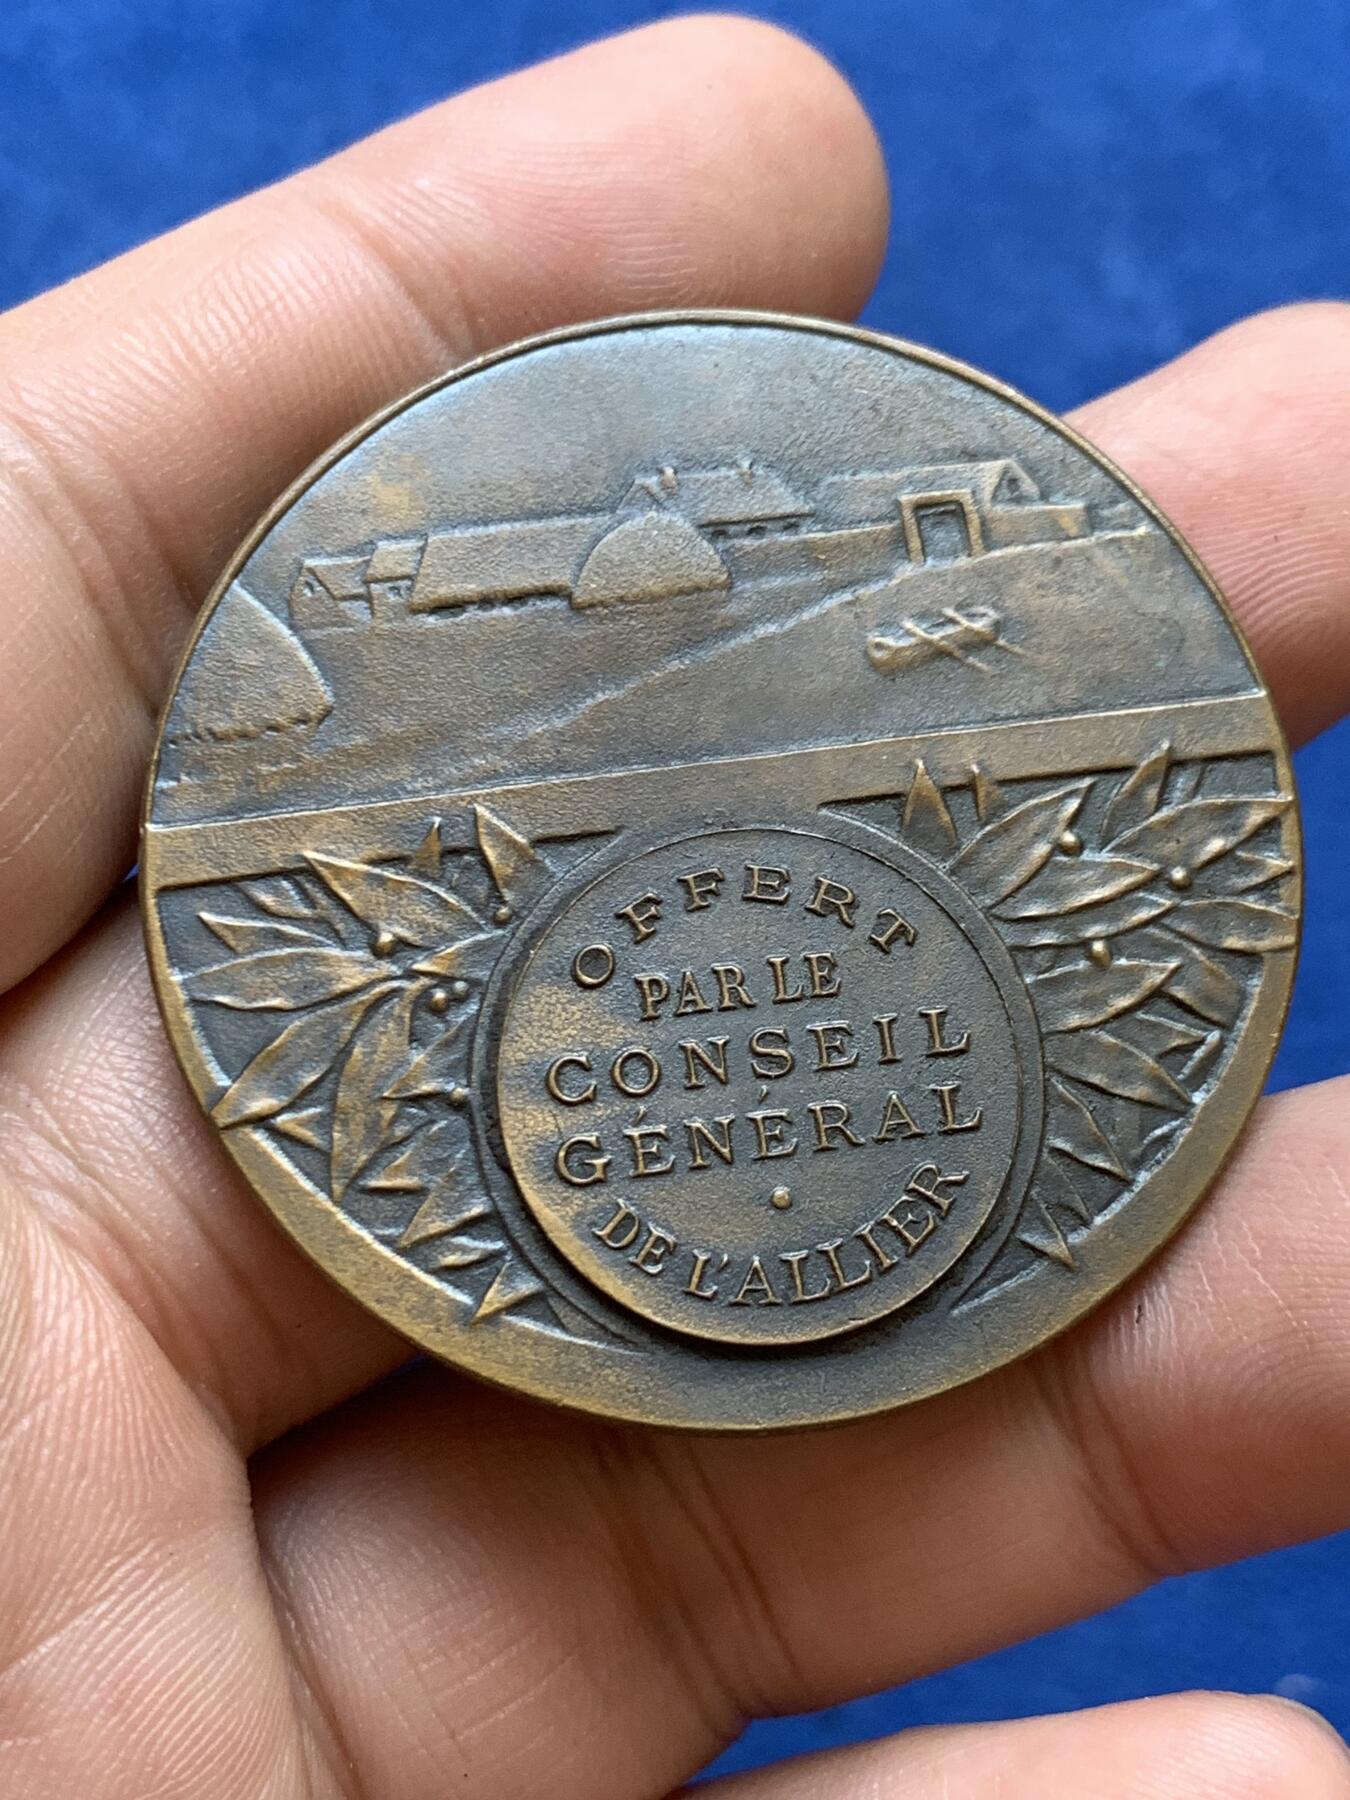 OFFERT
PAR LE
CONSEIL
GÉNÉRAL
DE L'ALLIER